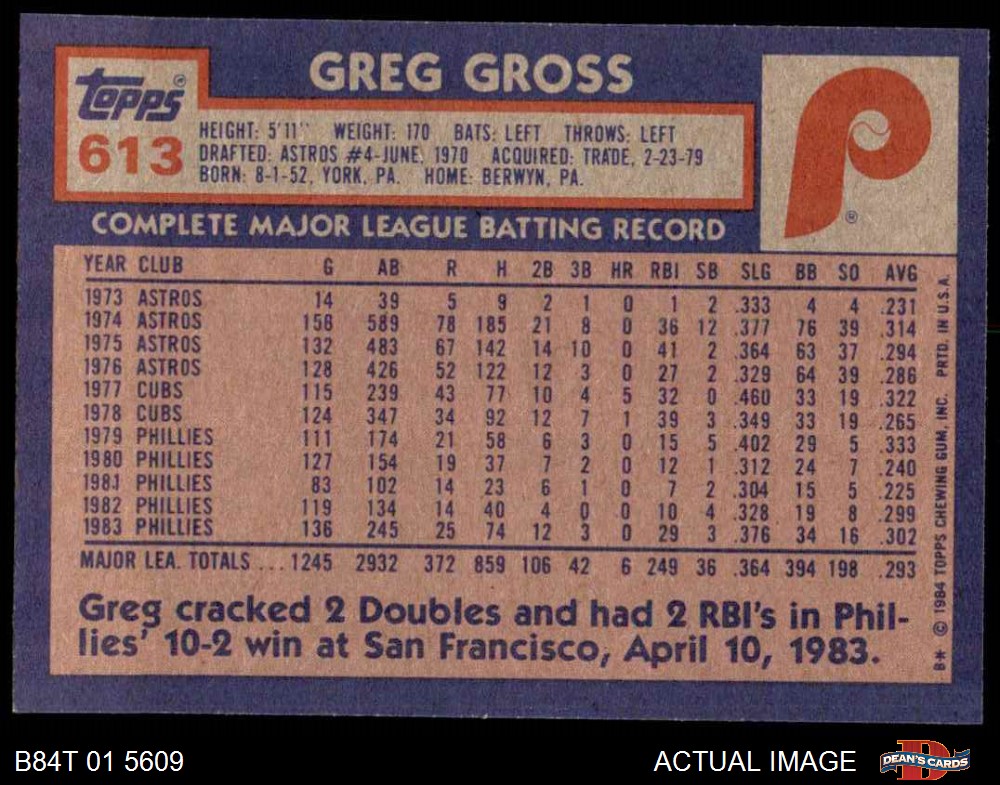 GREG GROSS
Topps®
613
HEIGHT: 5'11" WEIGHT: 170 BATS: LEFT THROWS: LEFT
DRAFTED: ASTROS #4-JUNE, 1970 ACQUIRED: TRADE, 2-23-79
BORN: 8-1-52, YORK, PA. HOME: BERWYN, PA.
P ®
COMPLETE MAJOR LEAGUE BATTING RECORD
YEAR CLUB G AB R H 2B 3B HR RBI SB SLG BB SO AVG
1973 ASTROS 14 39 5 9 2 1 0 1 2 .333 4 4 .231
1974 ASTROS 156 589 78 185 21 8 0 36 12 .377 76 39 .314
1975 ASTROS 132 483 67 142 14 10 0 41 2 .364 63 37 .294
1976 ASTROS 128 426 52 122 12 3 0 27 2 .329 64 39 .286
1977 CUBS 115 239 43 77 10 4 5 32 0 .460 33 19 .322
1978 CUBS 124 347 34 92 12 7 1 39 3 .349 33 19 .265
1979 PHILLIES 111 174 21 58 6 3 0 15 5 .402 29 5 .333
1980 PHILLIES 127 154 19 37 7 2 0 12 1 .312 24 7 .240
1981 PHILLIES 83 102 14 23 6 1 0 7 2 .304 15 5 .225
1982 PHILLIES 119 134 14 40 4 0 0 10 4 .328 19 8 .299
1983 PHILLIES 136 245 25 74 12 3 0 29 3 .376 34 16 .302
MAJOR LEA. TOTALS ... 1245 2932 372 859 106 42 6 249 36 .364 394 198 .293
Greg cracked 2 Doubles and had 2 RBI's in Phil-
lies' 10-2 win at San Francisco, April 10, 1983.
B* © 1984 TOPPS CHEWING GUM, INC. PRTD. IN U.S.A.
B84T 01 5609
ACTUAL IMAGE
D
DEAN'S CARDS